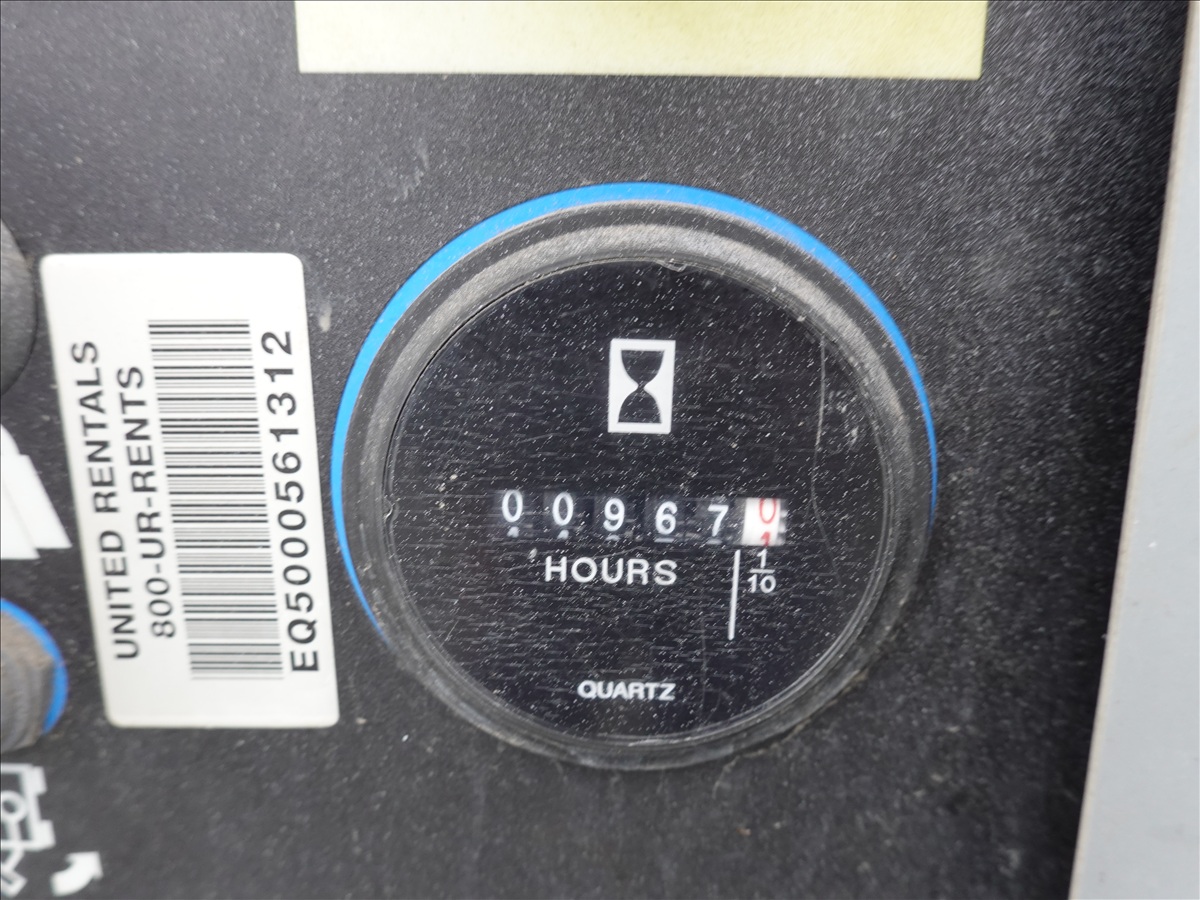 UNITED RENTALS
800-UR-RENTS
EQ5000561312
009670
HOURS
1/10
QUARTZ